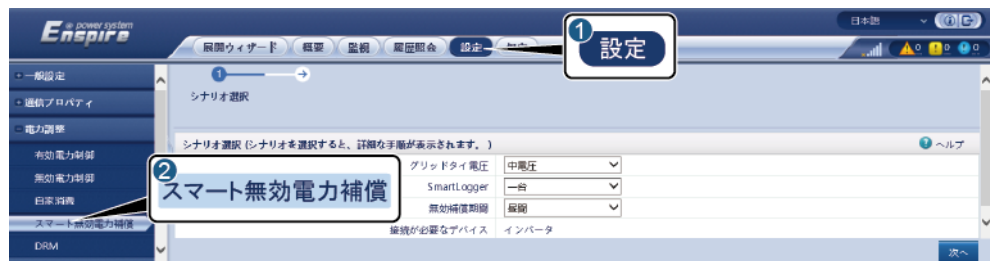 power system
Enspire
日本語
展開ウィザード 概要 監視 履歴照会 設定
1 設定
一般設定
通信プロパティ
電力調整
有効電力制御
無効電力制御
自家消費
スマート無効電力補償
DRM
1
シナリオ選択
シナリオ選択 (シナリオを選択すると、詳細な手順が表示されます。)
ヘルプ
グリッドタイ電圧 中電圧
SmartLogger 一台
無効補償期間 昼間
接続が必要なデバイス インバータ
2 スマート無効電力補償
次へ